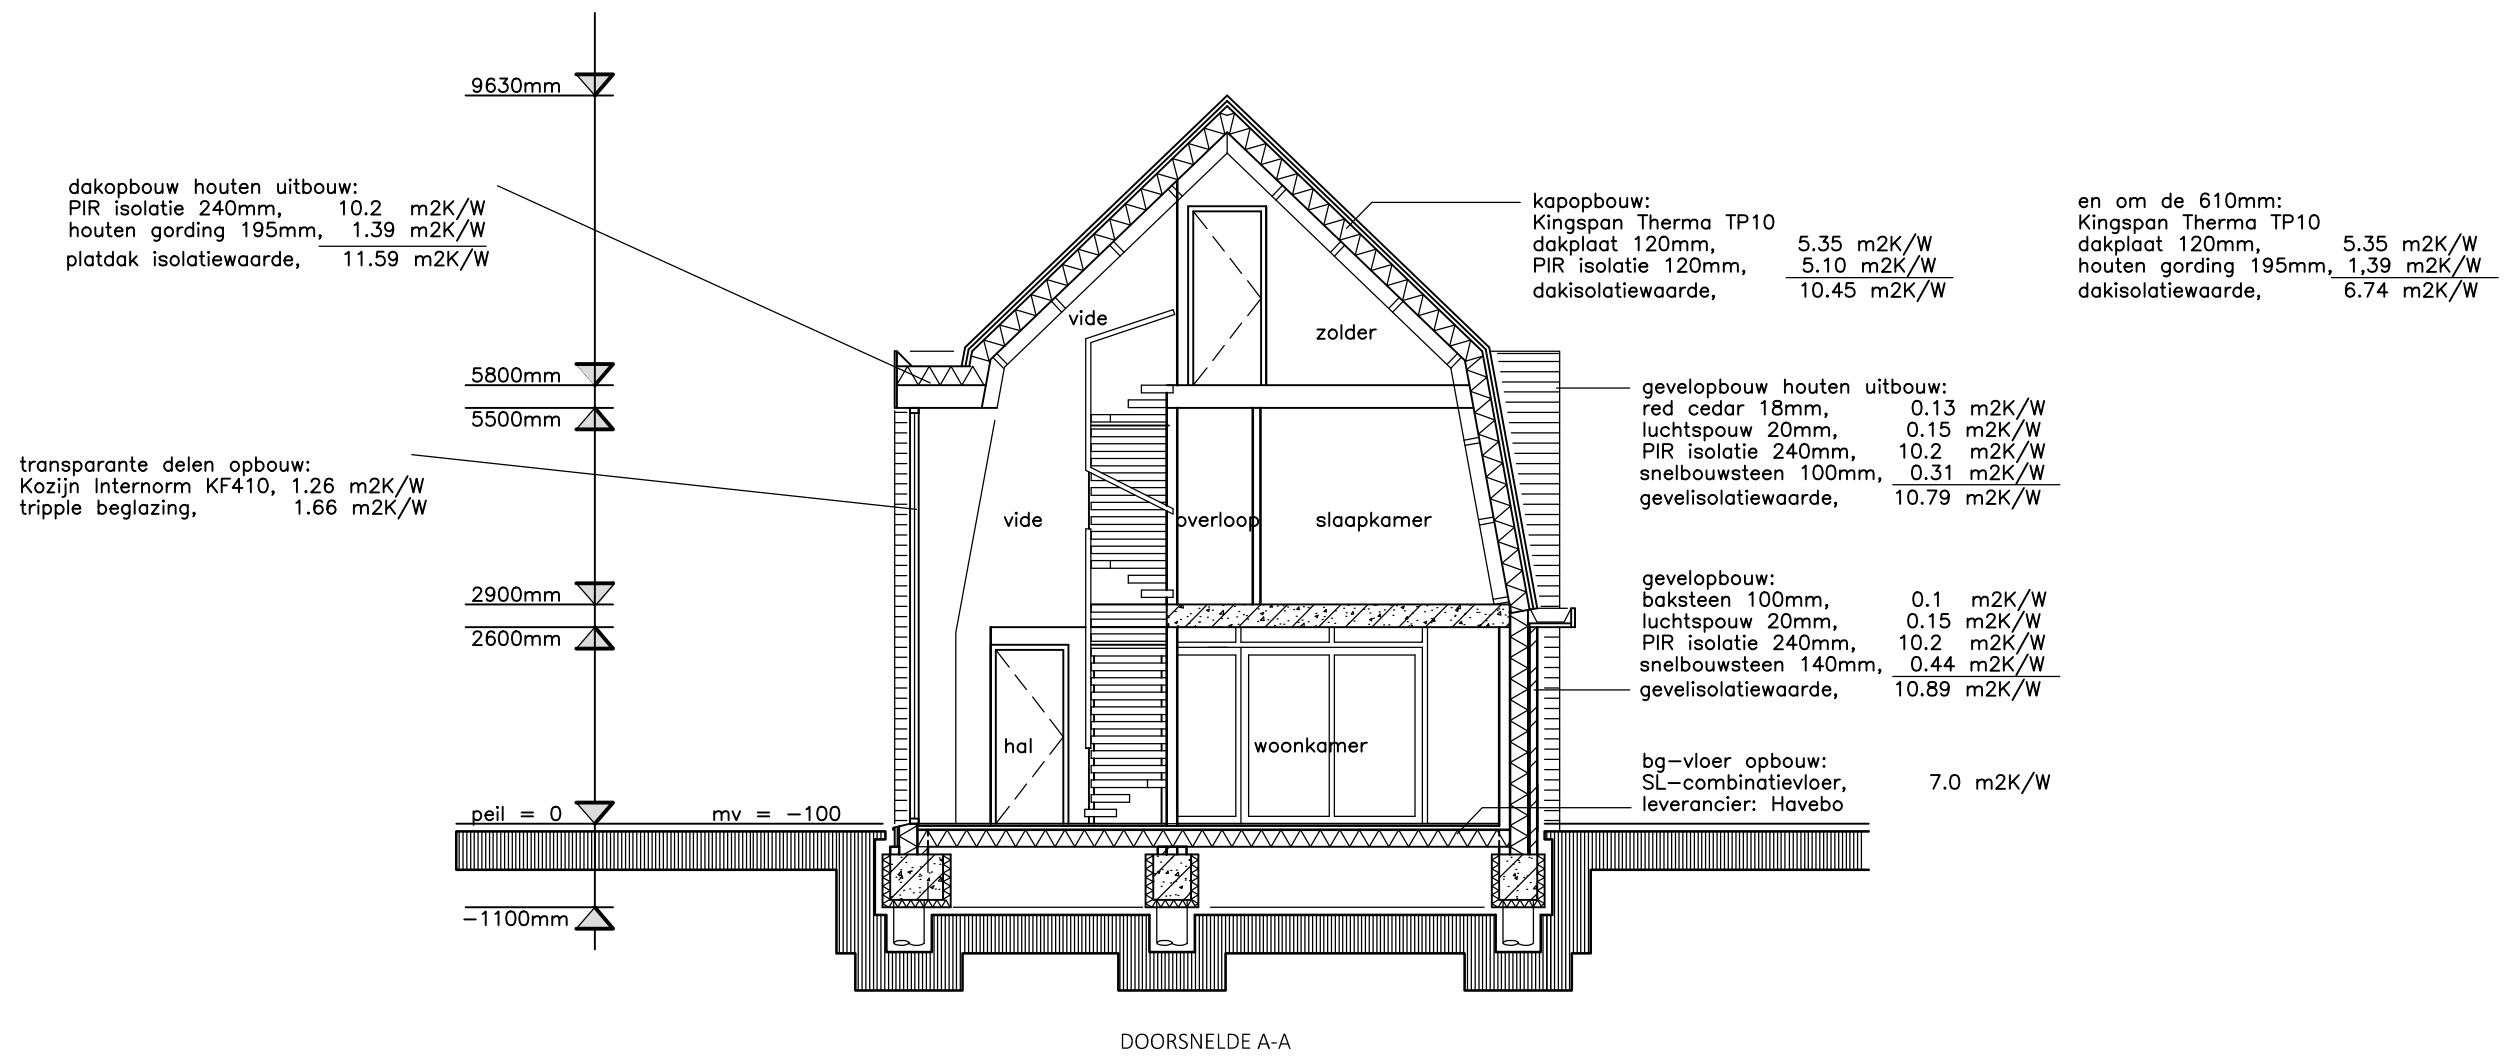 9630mm
dakopbouw houten uitbouw:
PIR isolatie 240mm, 10.2 m2K/W
houten gording 195mm, 1.39 m2K/W
platdak isolatiewaarde, 11.59 m2K/W
kapopbouw:
Kingspan Therma TP10
dakplaat 120mm, 5.35 m2K/W
PIR isolatie 120mm, 5.10 m2K/W
dakisolatiewaarde, 10.45 m2K/W
en om de 610mm:
Kingspan Therma TP10
dakplaat 120mm, 5.35 m2K/W
houten gording 195mm, 1,39 m2K/W
dakisolatiewaarde, 6.74 m2K/W
vide
zolder
5800mm
5500mm
gevelopbouw houten uitbouw:
red cedar 18mm, 0.13 m2K/W
luchtspouw 20mm, 0.15 m2K/W
PIR isolatie 240mm, 10.2 m2K/W
snelbouwsteen 100mm, 0.31 m2K/W
gevelisolatiewaarde, 10.79 m2K/W
transparante delen opbouw:
Kozijn Internorm KF410, 1.26 m2K/W
tripple beglazing, 1.66 m2K/W
vide
overloop
slaapkamer
2900mm
2600mm
gevelopbouw:
baksteen 100mm, 0.1 m2K/W
luchtspouw 20mm, 0.15 m2K/W
PIR isolatie 240mm, 10.2 m2K/W
snelbouwsteen 140mm, 0.44 m2K/W
gevelisolatiewaarde, 10.89 m2K/W
hal
woonkamer
bg-vloer opbouw:
SL-combinatievloer, 7.0 m2K/W
leverancier: Havebo
peil = 0
mv = -100
-1100mm
DOORSNELDE A-A